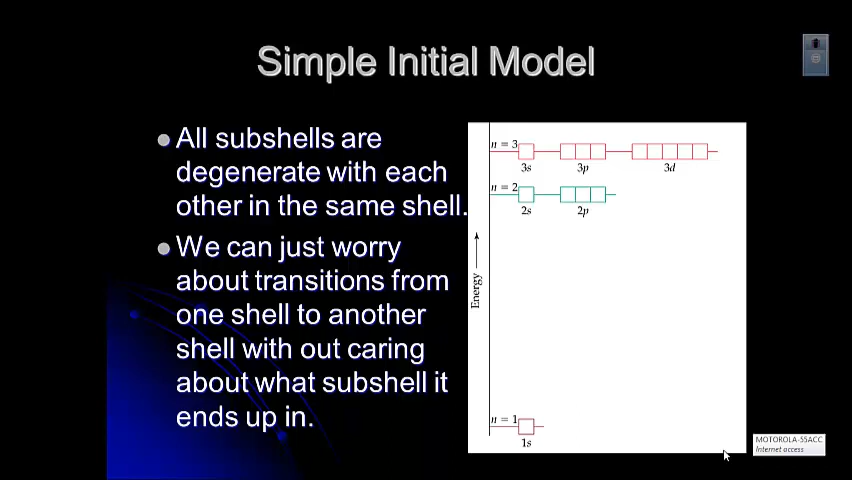 Simple Initial Model
All subshells are
degenerate with each
other in the same shell.
We can just worry
about transitions from
one shell to another
shell with out caring
about what subshell it
ends up in.
n = 3
3s
3p
3d
n = 2
2s
2p
Energy
n = 1
1s
MOTOROLA-55ACC
Internet access